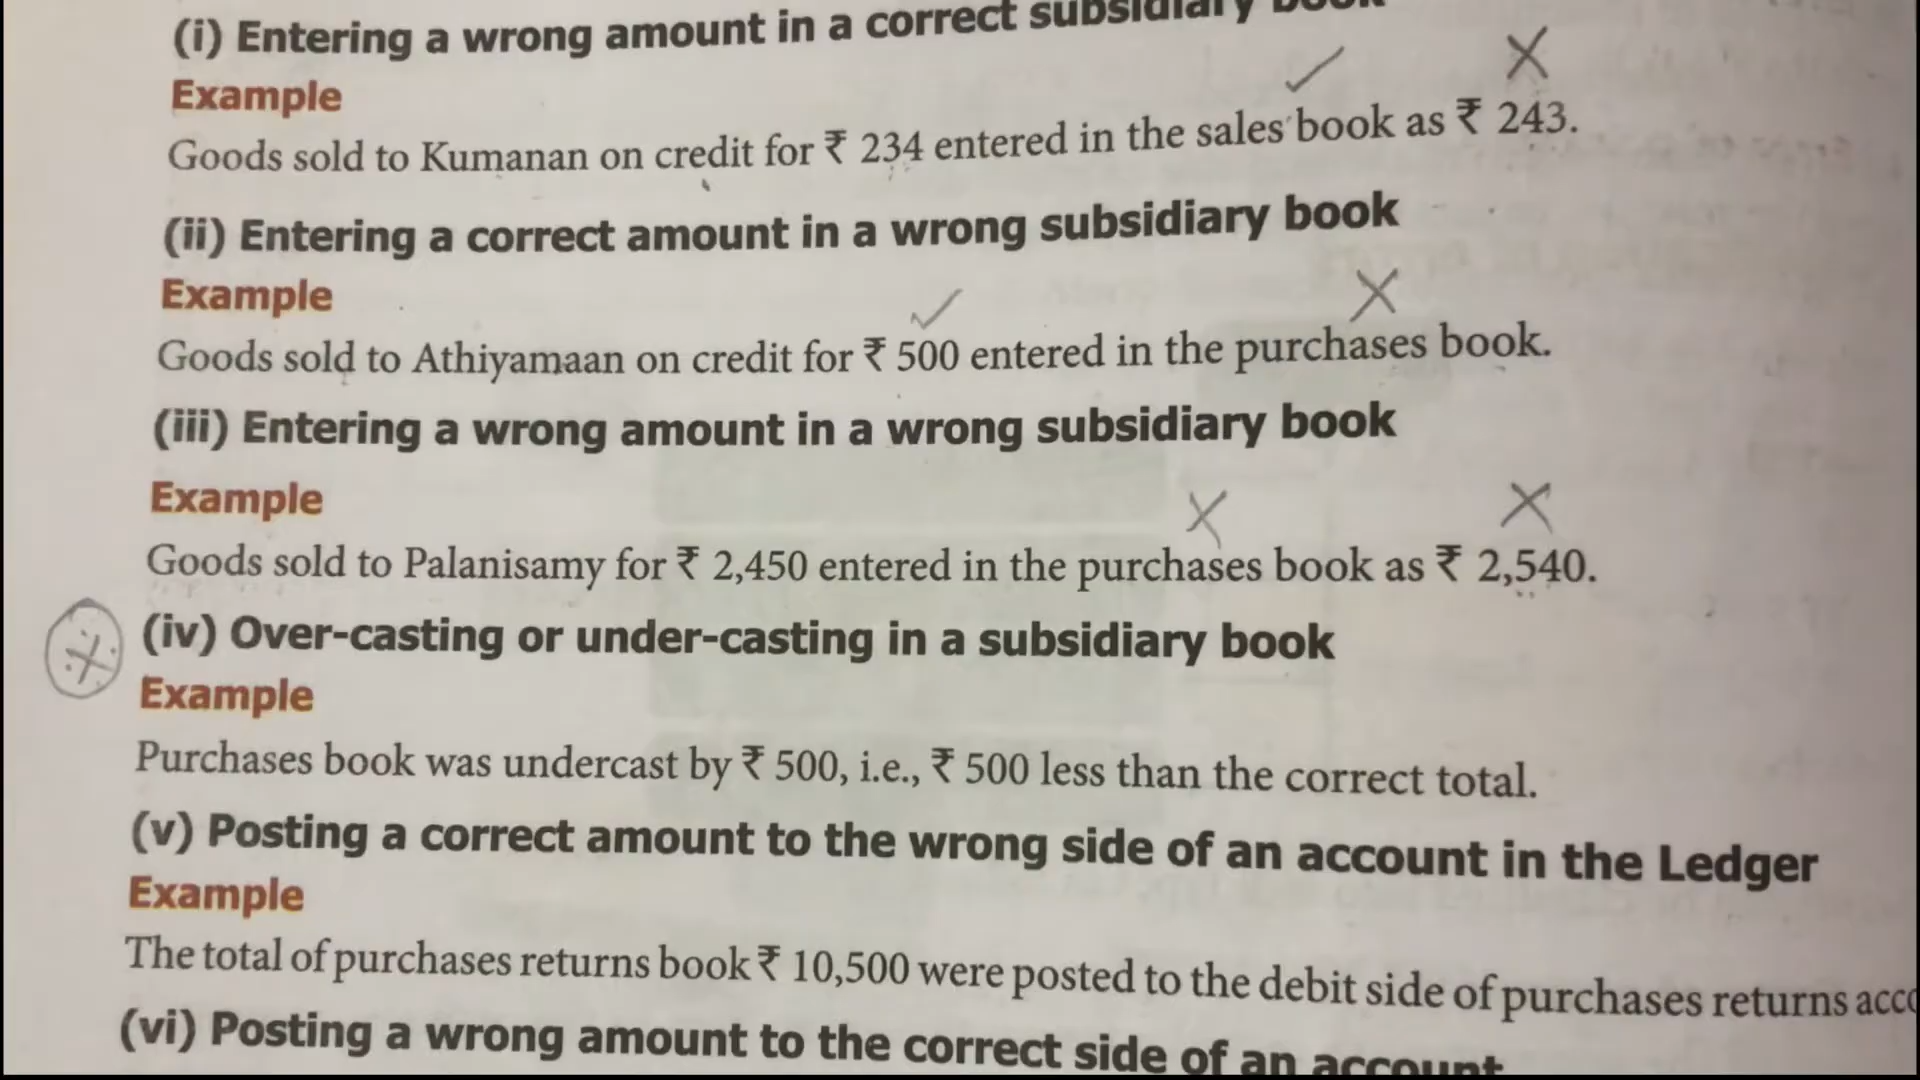 (i) Entering a wrong amount in a correct subsidiary book
Example
Goods sold to Kumanan on credit for ₹ 234 entered in the sales book as ₹ 243.
(ii) Entering a correct amount in a wrong subsidiary book
Example
Goods sold to Athiyamaan on credit for ₹ 500 entered in the purchases book.
(iii) Entering a wrong amount in a wrong subsidiary book
Example
Goods sold to Palanisamy for ₹ 2,450 entered in the purchases book as ₹ 2,540.
(iv) Over-casting or under-casting in a subsidiary book
Example
Purchases book was undercast by ₹ 500, i.e., ₹ 500 less than the correct total.
(v) Posting a correct amount to the wrong side of an account in the Ledger
Example
The total of purchases returns book ₹ 10,500 were posted to the debit side of purchases returns acc
(vi) Posting a wrong amount to the correct side of an account